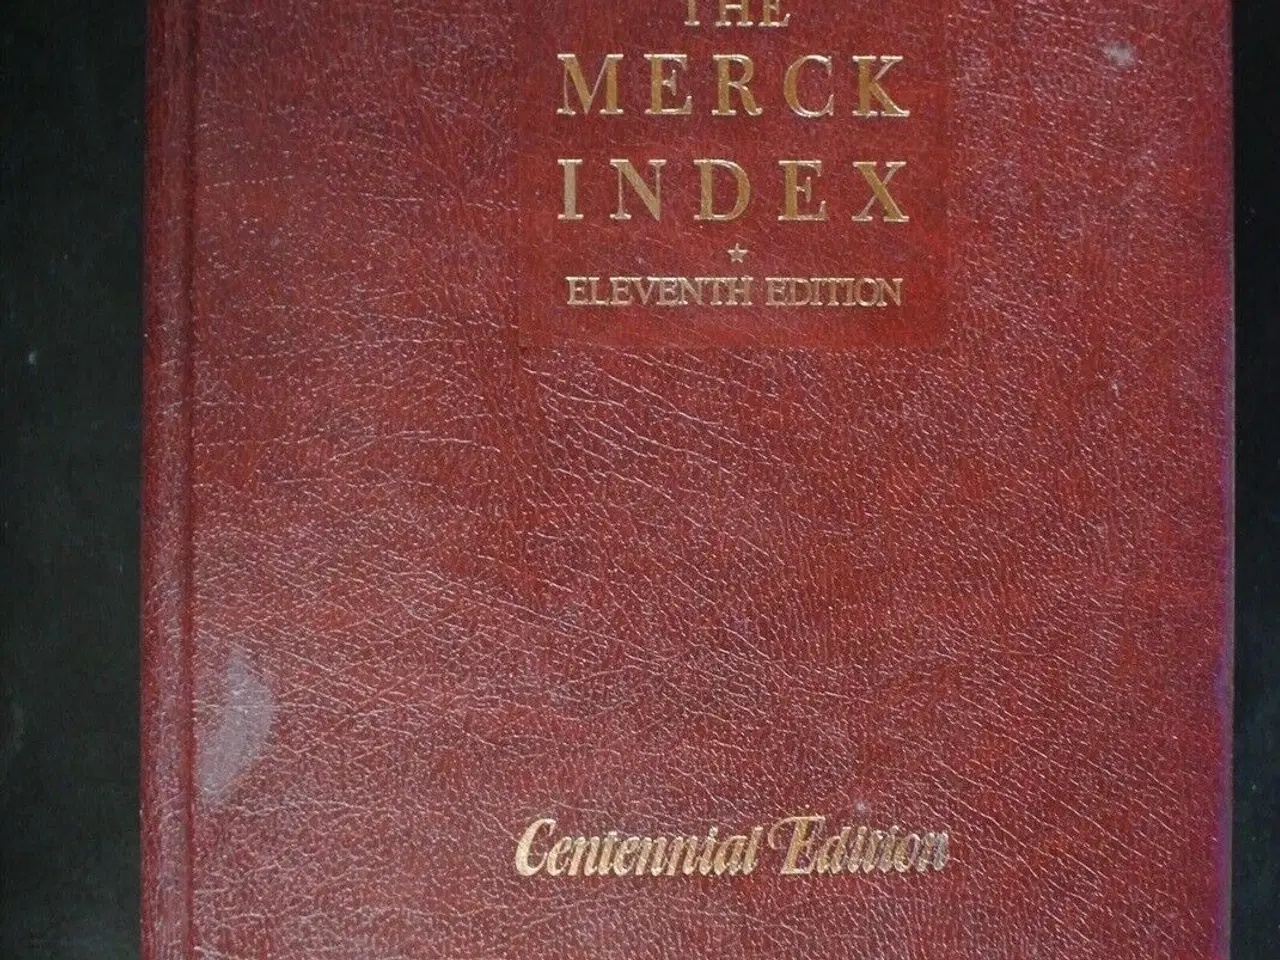 THE
MERCK
INDEX
ELEVENTH EDITION
Centennial Edition